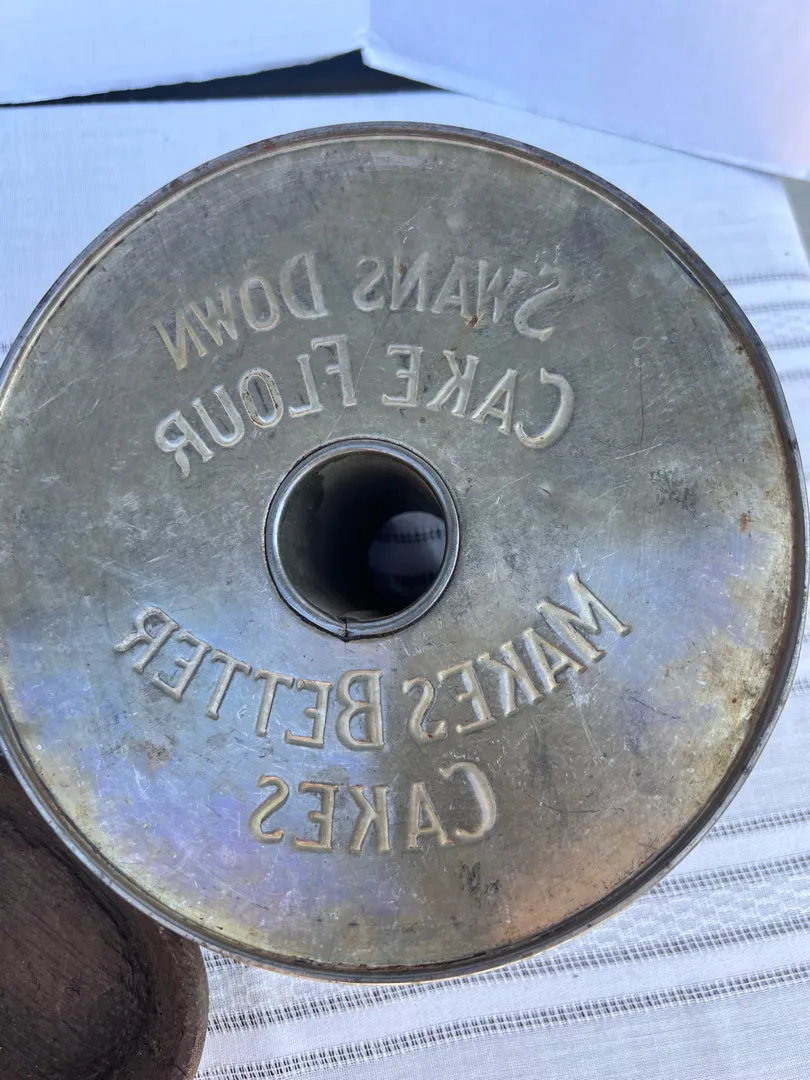 SWANS DOWN
CAKE FLOUR
MAKES BETTER
CAKES